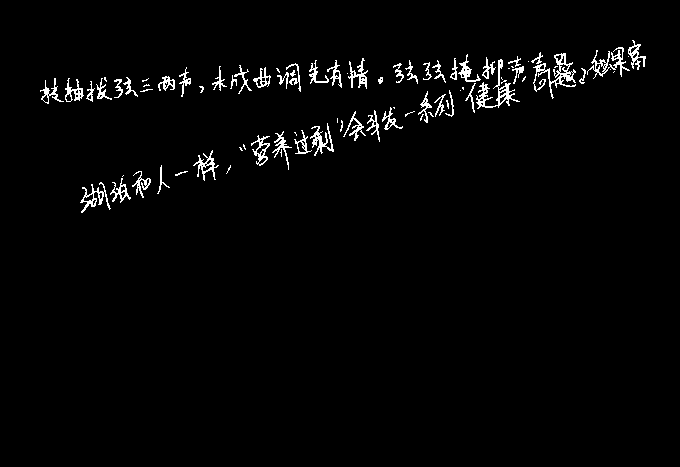 转轴拨弦三两声,未成曲调先有情。弦弦掩抑声声
湖泊和人一样,“营养过剩”会引发一系列“健康”问题,如果富